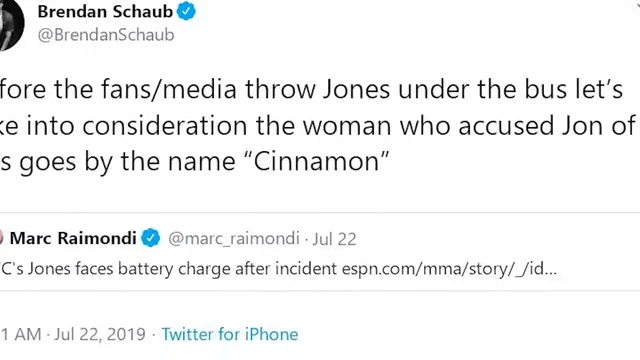 Brendan Schaub
@BrendanSchaub
fore the fans/media throw Jones under the bus let's
ke into consideration the woman who accused Jon of
s goes by the name "Cinnamon"
Marc Raimondi @marc_raimondi · Jul 22
C's Jones faces battery charge after incident espn.com/mma/story/_/id...
1 AM · Jul 22, 2019 · Twitter for iPhone